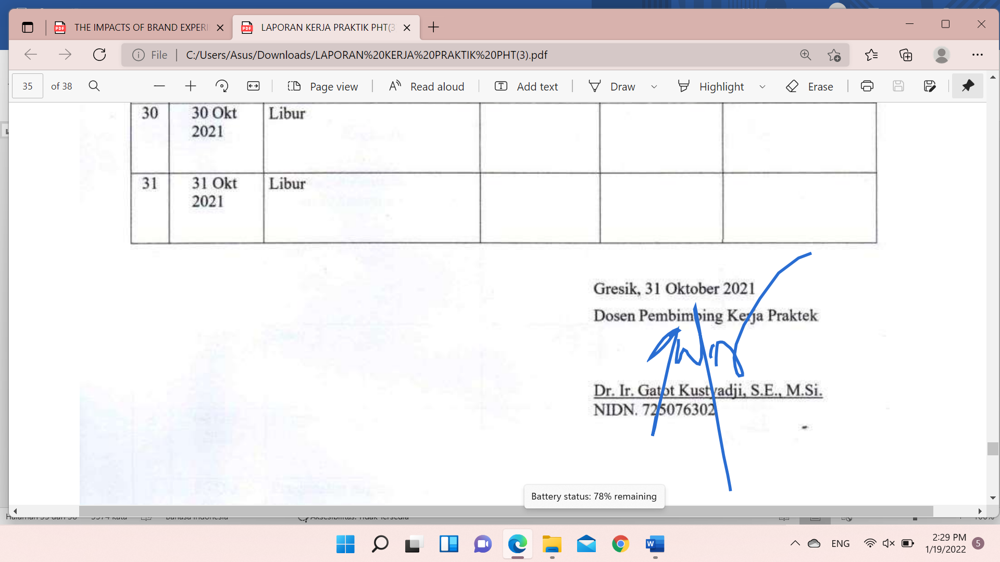 THE IMPACTS OF BRAND EXPERI
LAPORAN KERJA PRAKTIK PHT(3
File
C:/Users/Asus/Downloads/LAPORAN%20KERJA%20PRAKTIK%20PHT(3).pdf
35 of 38
Page view
Read aloud
Add text
Draw
Highlight
Erase
30 30 Okt Libur
2021
31 31 Okt Libur
2021
Gresik, 31 Oktober 2021
Dosen Pembimbing Kerja Praktek
Dr. Ir. Gatot Kustyadji, S.E., M.Si.
NIDN. 725076302
Battery status: 78% remaining
ENG
2:29 PM
1/19/2022
5